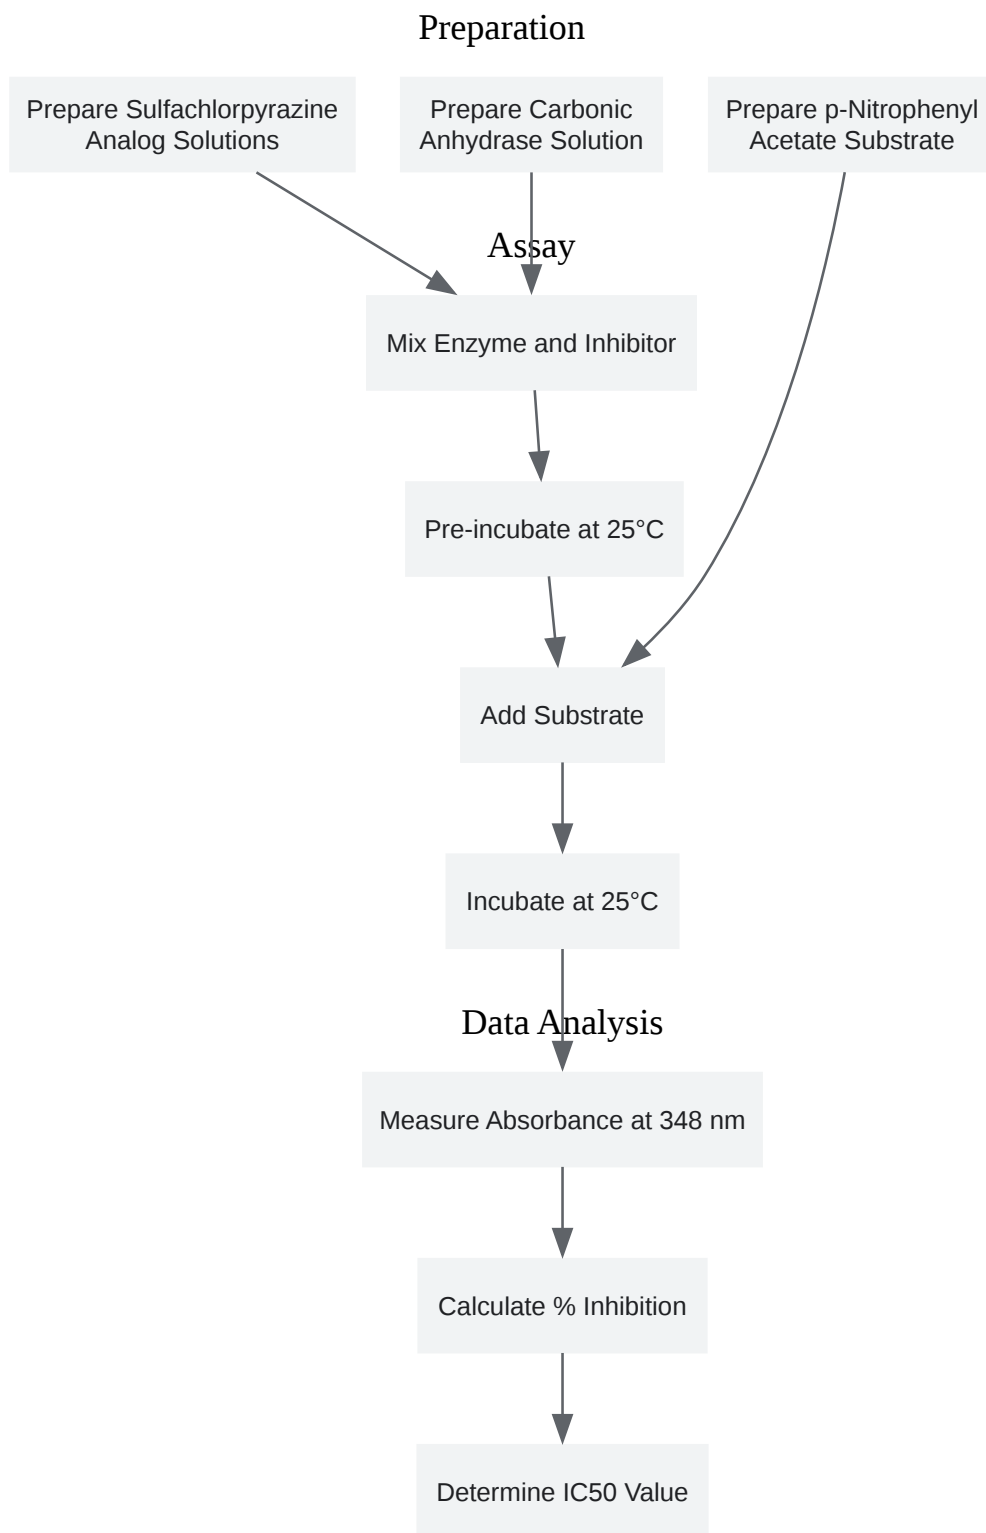 Preparation
Prepare Sulfachlorpyrazine
Analog Solutions
Prepare Carbonic
Anhydrase Solution
Prepare p-Nitrophenyl
Acetate Substrate
Assay
Mix Enzyme and Inhibitor
Pre-incubate at 25°C
Add Substrate
Incubate at 25°C
Data Analysis
Measure Absorbance at 348 nm
Calculate % Inhibition
Determine IC50 Value